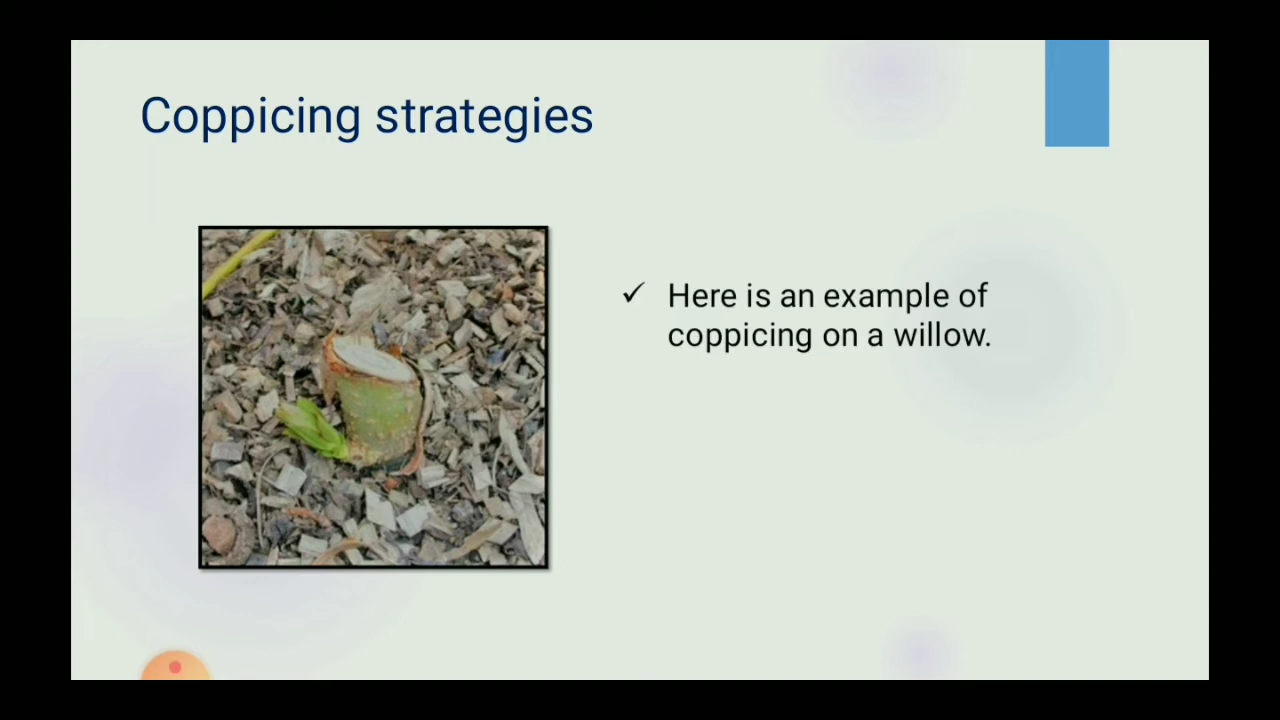 Coppicing strategies
✓ Here is an example of
coppicing on a willow.